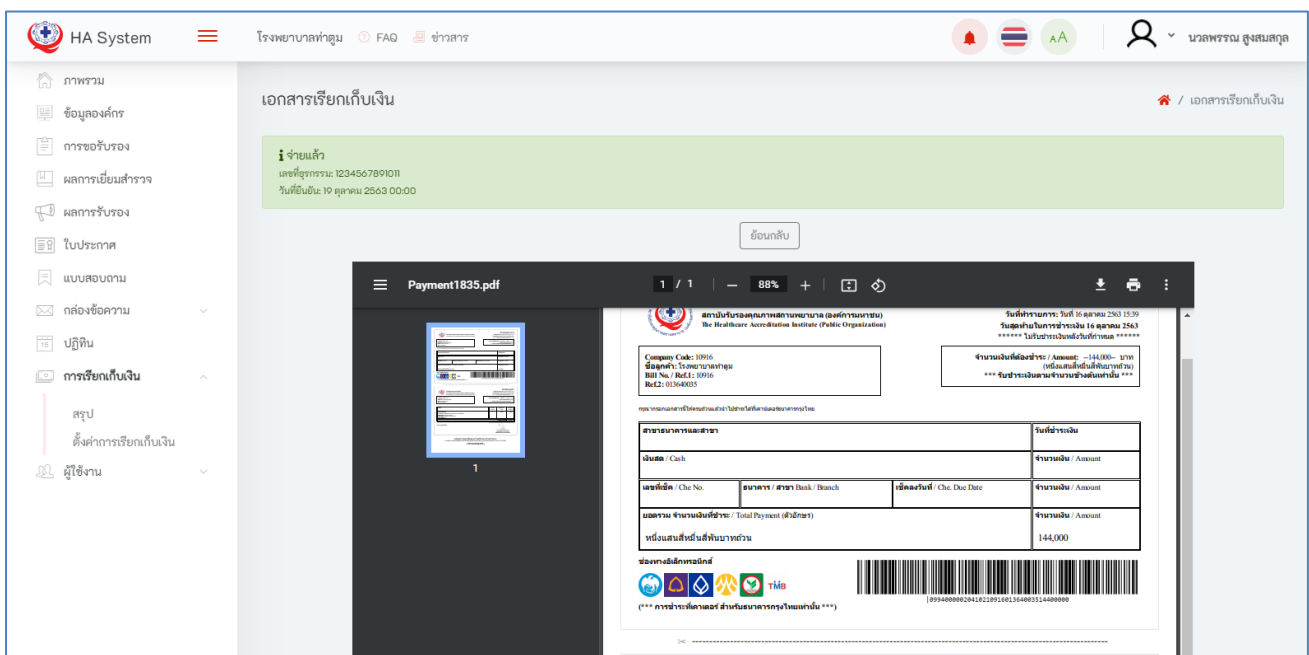 HA System
โรงพยาบาลท่าตูม FAQ ข่าวสาร
AA นวลพรรณ สูงสมสกุล
ภาพรวม
ข้อมูลองค์กร
การขอรับรอง
ผลการเยี่ยมสำรวจ
ผลการรับรอง
ใบประกาศ
แบบสอบถาม
กล่องข้อความ
15 ปฏิทิน
การเรียกเก็บเงิน
สรุป
ตั้งค่าการเรียกเก็บเงิน
ผู้ใช้งาน
เอกสารเรียกเก็บเงิน
/ เอกสารเรียกเก็บเงิน
จ่ายแล้ว
เลขที่ธุรกรรม: 1234567891011
วันที่ยืนยัน: 19 ตุลาคม 2563 00:00
ย้อนกลับ
Payment1835.pdf 1 / 1 88%
1
สถาบันรับรองคุณภาพสถานพยาบาล (องค์การมหาชน)
The Healthcare Accreditation Institute (Public Organization)
วันที่ทำรายการ: วันที่ 16 ตุลาคม 2563 15:39
วันสุดท้ายในการชำระเงิน 16 ตุลาคม 2563
****** ไม่รับชำระเงินหลังวันที่กำหนด ******
Company Code: 10916
ชื่อลูกค้า: โรงพยาบาลท่าตูม
Bill No. / Ref.1: 10916
Ref.2: 013640035
จำนวนเงินที่ต้องชำระ / Amount: --144,000-- บาท
(หนึ่งแสนสี่หมื่นสี่พันบาทถ้วน)
*** รับชำระเงินตามจำนวนข้างต้นเท่านั้น ***
สาขาธนาคารและสาขา วันที่ชำระเงิน
เงินสด / Cash จำนวนเงิน / Amount
เลขที่เช็ค / Che No. ธนาคาร / สาขา Bank / Branch เช็คลงวันที่ / Che. Due Date จำนวนเงิน / Amount
ยอดรวม จำนวนเงินที่ชำระ / Total Payment (ตัวอักษร) จำนวนเงิน / Amount
หนึ่งแสนสี่หมื่นสี่พันบาทถ้วน 144,000
ช่องทางอิเล็กทรอนิกส์
TMB
(*** การชำระที่เคาเตอร์ สำหรับธนาคารกรุงไทยเท่านั้น ***)